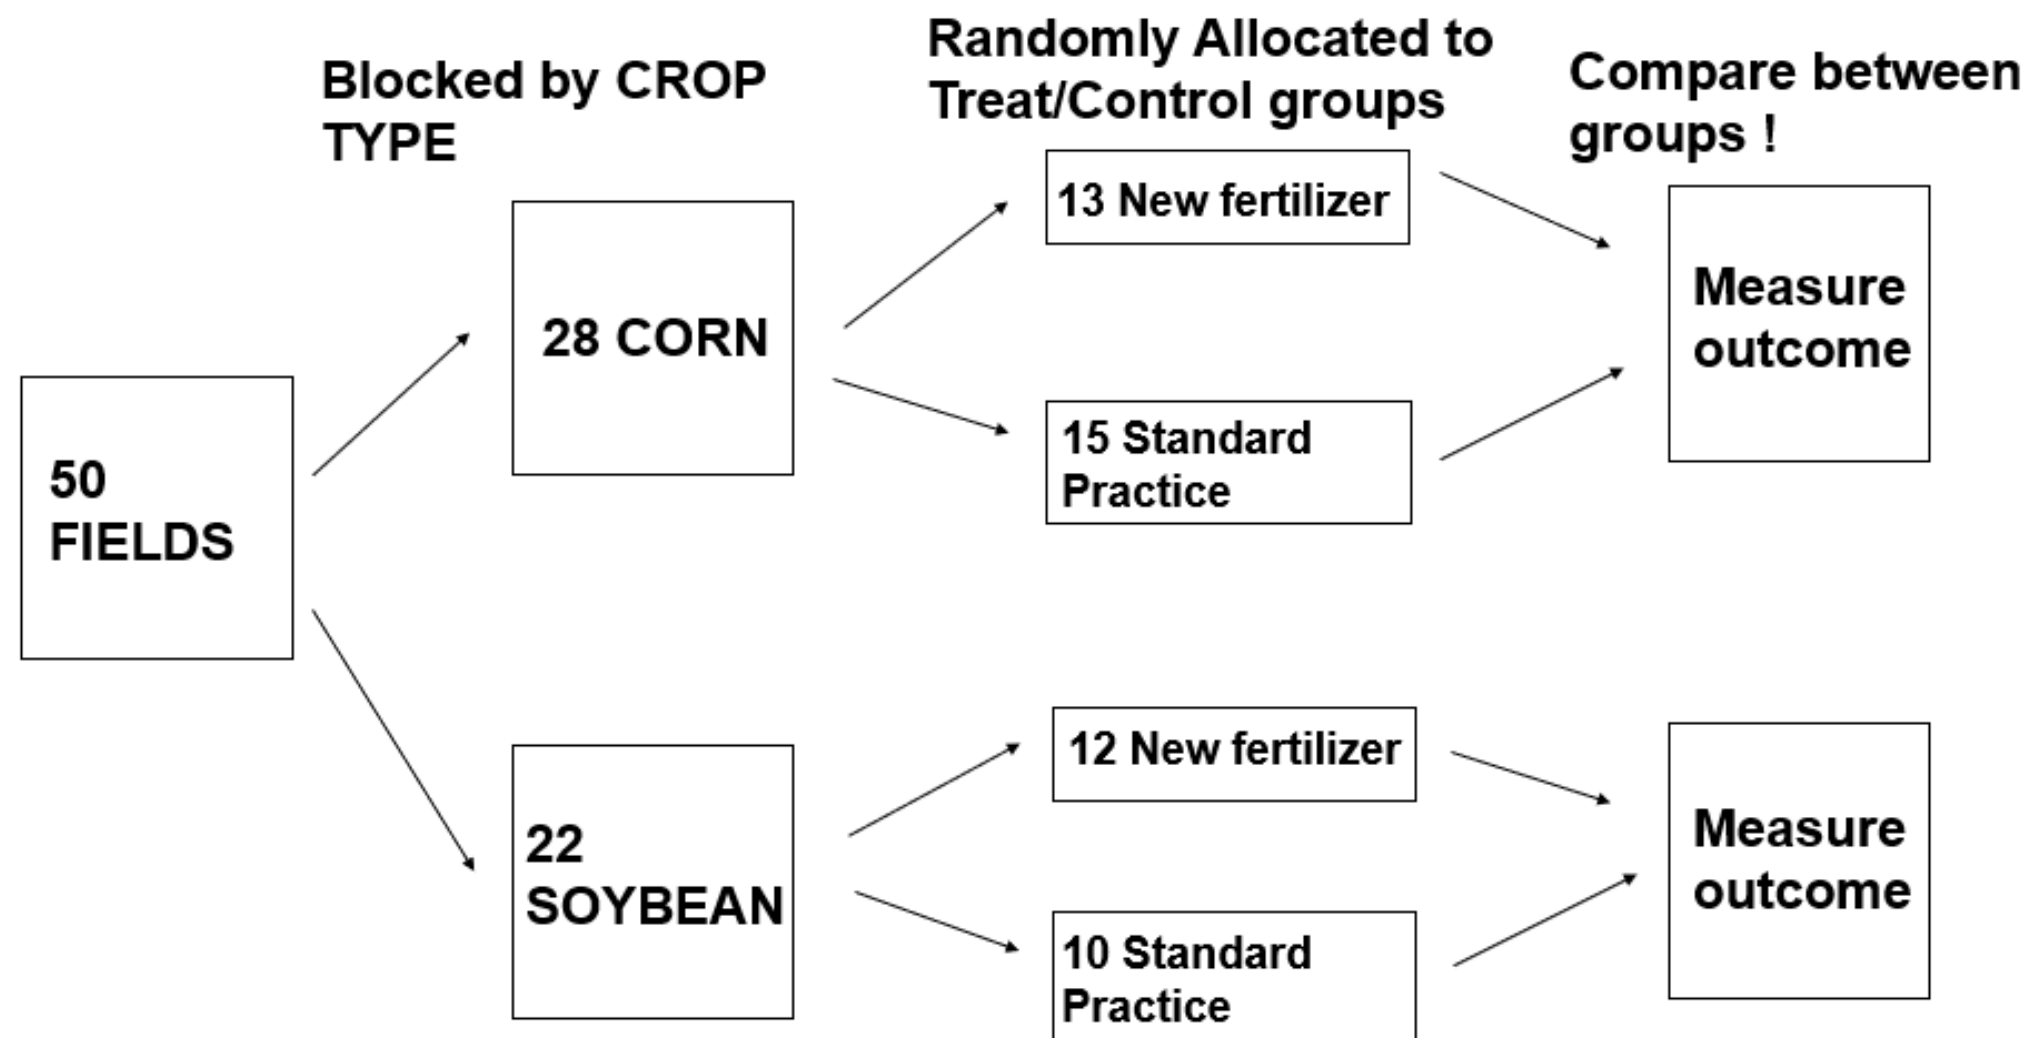 Blocked by CROP
TYPE
Randomly Allocated to
Treat/Control groups
Compare between
groups !
50
FIELDS
28 CORN
13 New fertilizer
15 Standard
Practice
Measure
outcome
22
SOYBEAN
12 New fertilizer
10 Standard
Practice
Measure
outcome